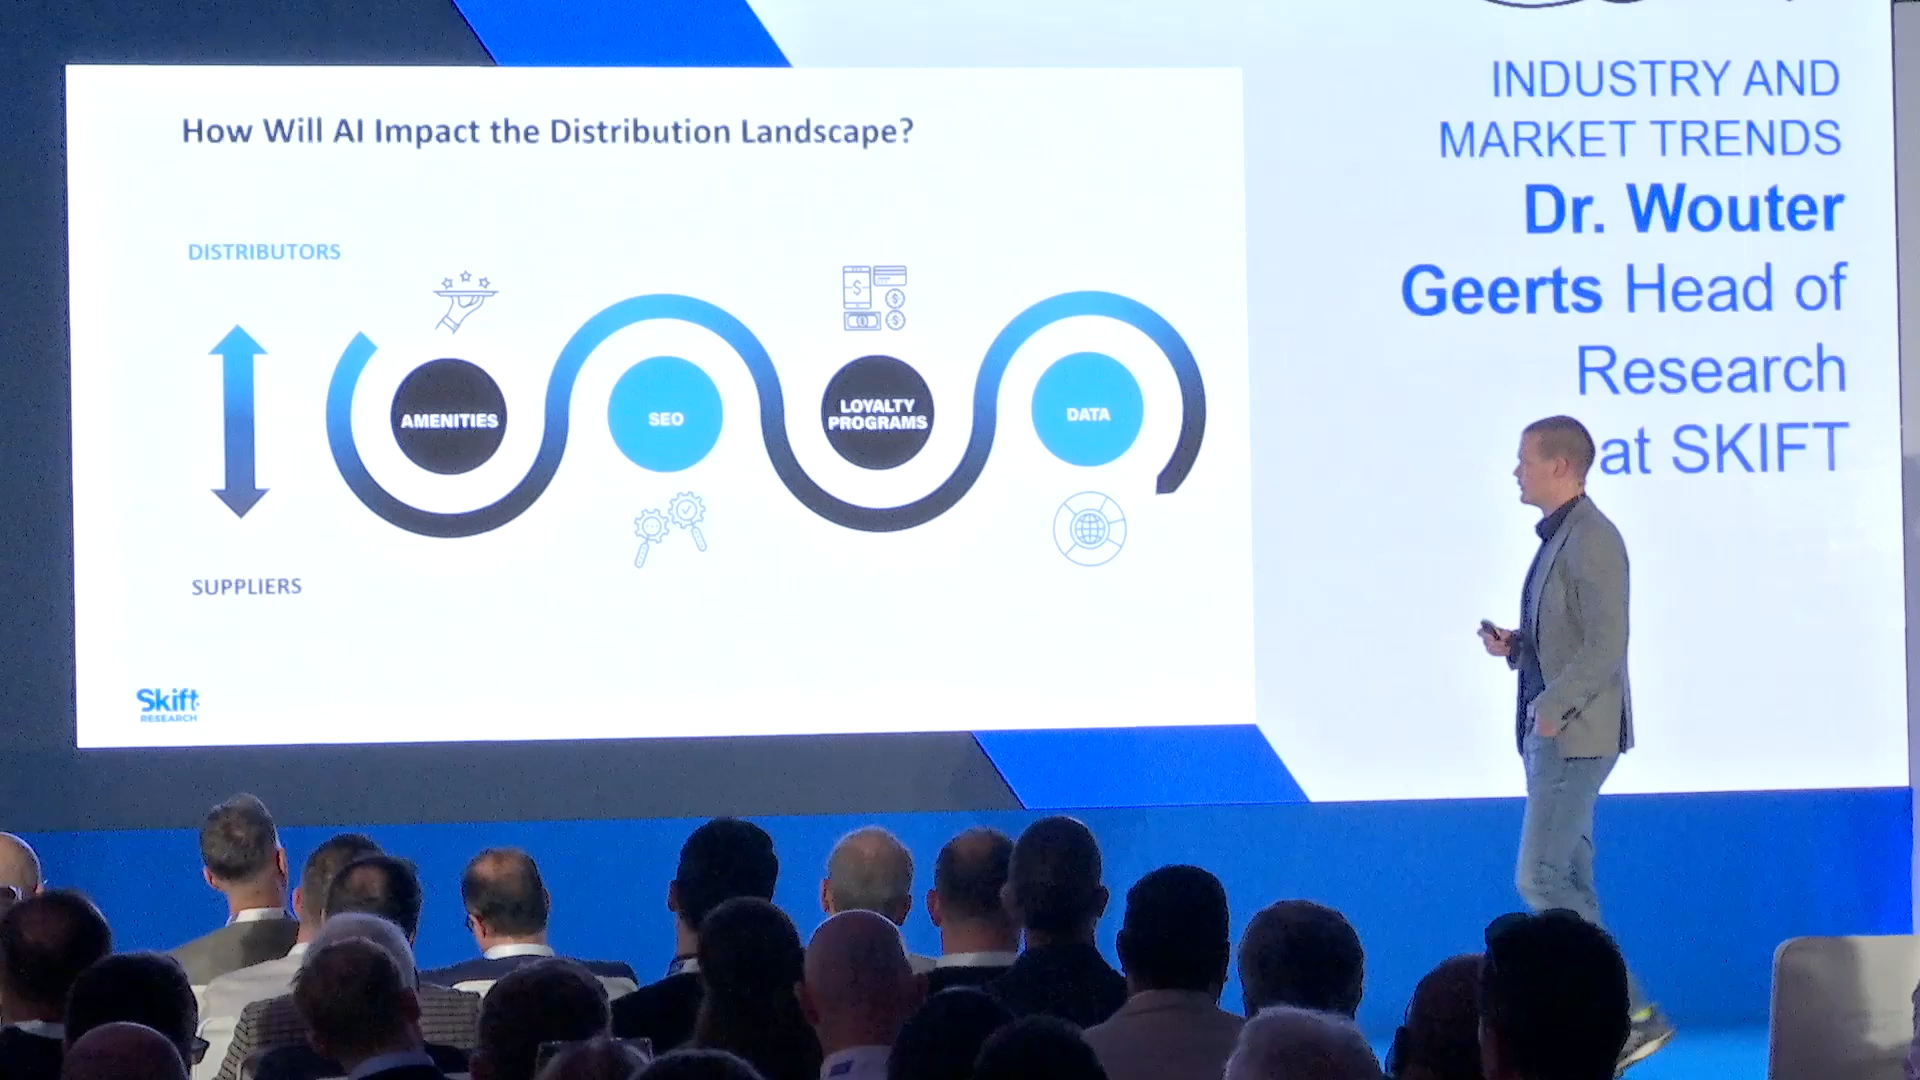 How Will AI Impact the Distribution Landscape?
DISTRIBUTORS
AMENITIES
SEO
LOYALTY
PROGRAMS
DATA
SUPPLIERS
Skift
RESEARCH
INDUSTRY AND
MARKET TRENDS
Dr. Wouter
Geerts Head of
Research
at SKIFT